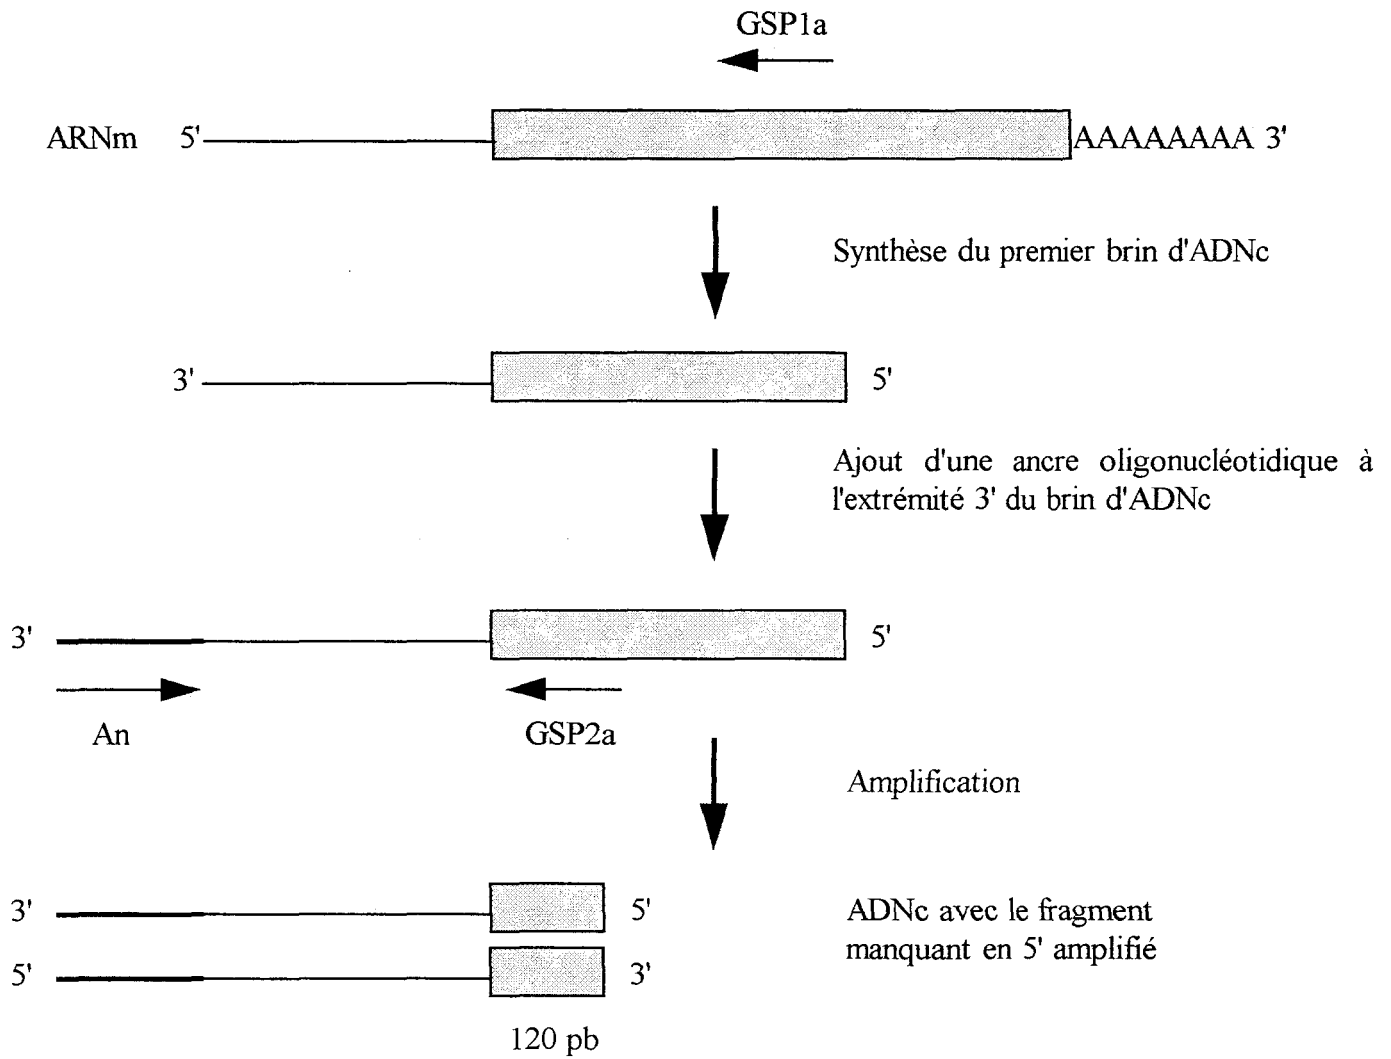 GSP1a
ARNm 5' AAAAAAAA 3'
Synthèse du premier brin d'ADNc
3' 5'
Ajout d'une ancre oligonucléotidique à
l'extrémité 3' du brin d'ADNc
3' 5'
An GSP2a
Amplification
3' 5'
ADNc avec le fragment
manquant en 5' amplifié
5' 3'
120 pb